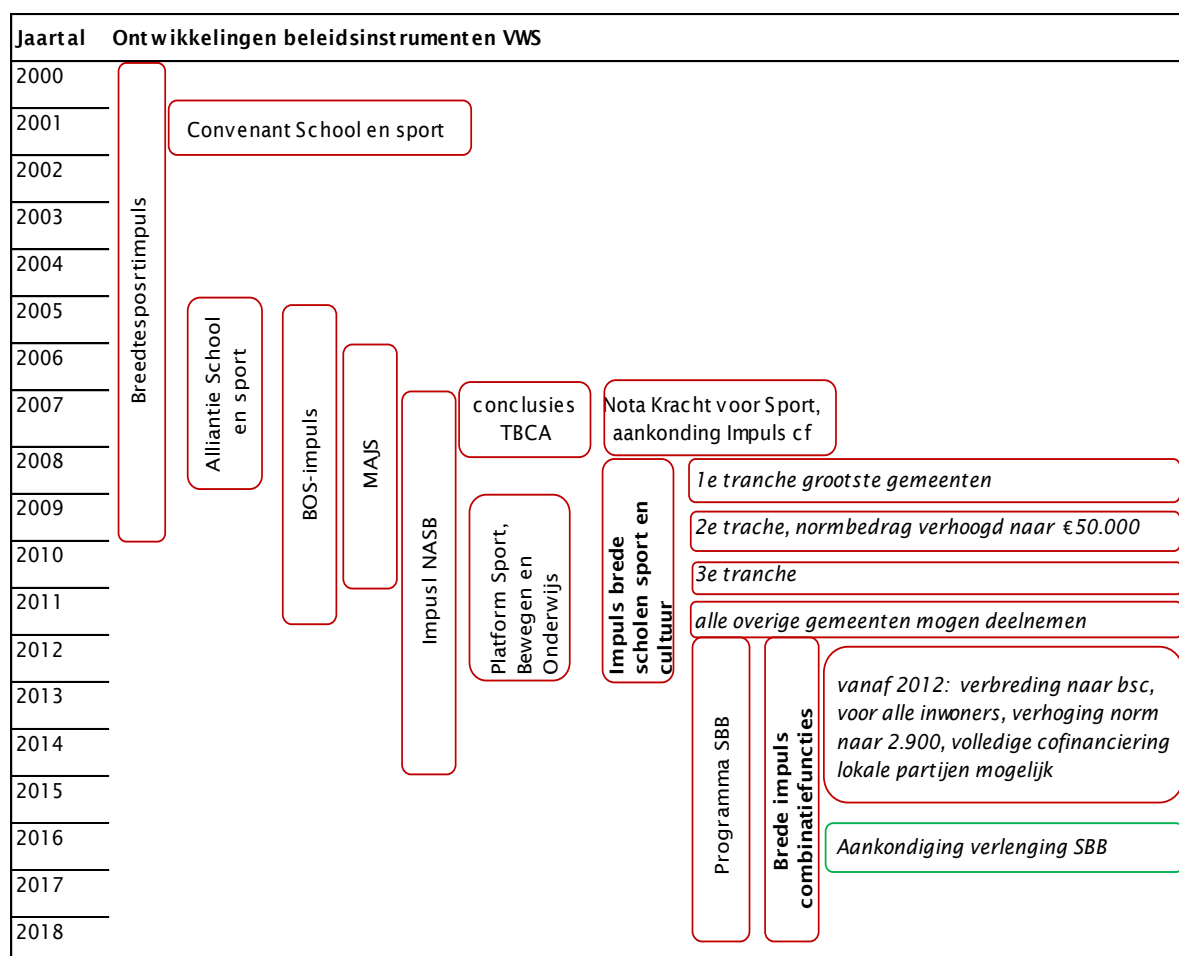 Jaartal Ontwikkelingen beleidsinstrumenten VWS
2000
2001
2002
2003
2004
2005
2006
2007
2008
2009
2010
2011
2012
2013
2014
2015
2016
2017
2018
Breedtesposrtimpuls
Convenant School en sport
Alliantie School
en sport
BOS-impuls
MAJS
Impusl NASB
conclusies
TBCA
Platform Sport,
Bewegen en
Onderwijs
Nota Kracht voor Sport,
aankonding Impuls cf
Impuls brede
scholen sport en
cultuur
1e tranche grootste gemeenten
2e trache, normbedrag verhoogd naar €50.000
3e tranche
alle overige gemeenten mogen deelnemen
Programma SBB
Brede impuls
combinatiefuncties
vanaf 2012: verbreding naar bsc,
voor alle inwoners, verhoging norm
naar 2.900, volledige cofinanciering
lokale partijen mogelijk
Aankondiging verlenging SBB